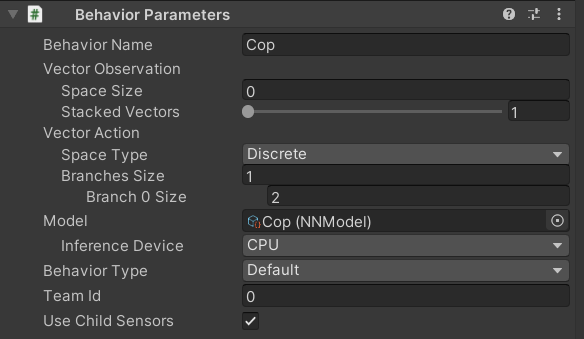 # Behavior Parameters
Behavior Name Cop
Vector Observation
Space Size 0
Stacked Vectors 1
Vector Action
Space Type Discrete
Branches Size 1
Branch 0 Size 2
Model Cop (NNModel)
Inference Device CPU
Behavior Type Default
Team Id 0
Use Child Sensors